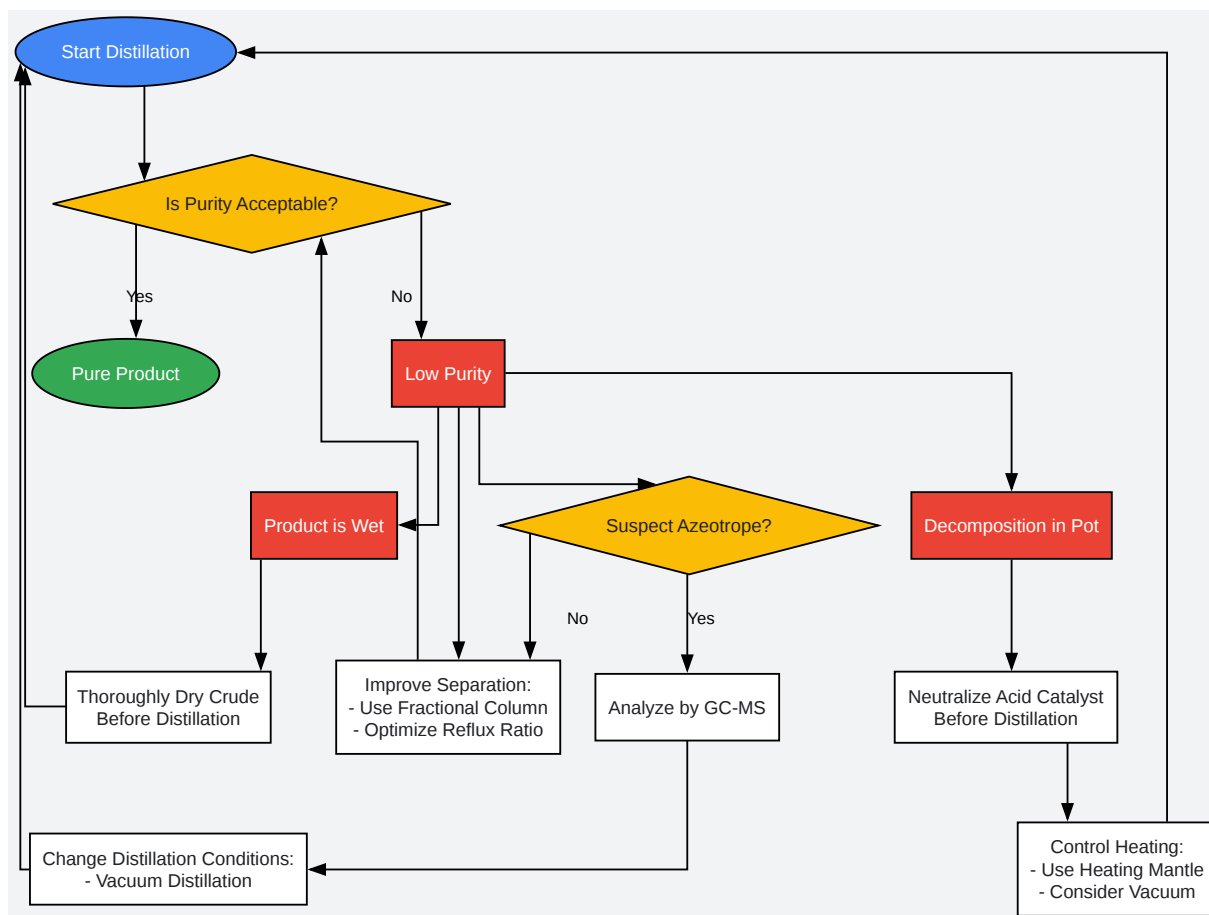 Start Distillation
Is Purity Acceptable?
Yes
No
Pure Product
Low Purity
Product is Wet
Suspect Azeotrope?
Decomposition in Pot
No
Yes
Thoroughly Dry Crude
Before Distillation
Improve Separation:
- Use Fractional Column
- Optimize Reflux Ratio
Analyze by GC-MS
Neutralize Acid Catalyst
Before Distillation
Change Distillation Conditions:
- Vacuum Distillation
Control Heating:
- Use Heating Mantle
- Consider Vacuum